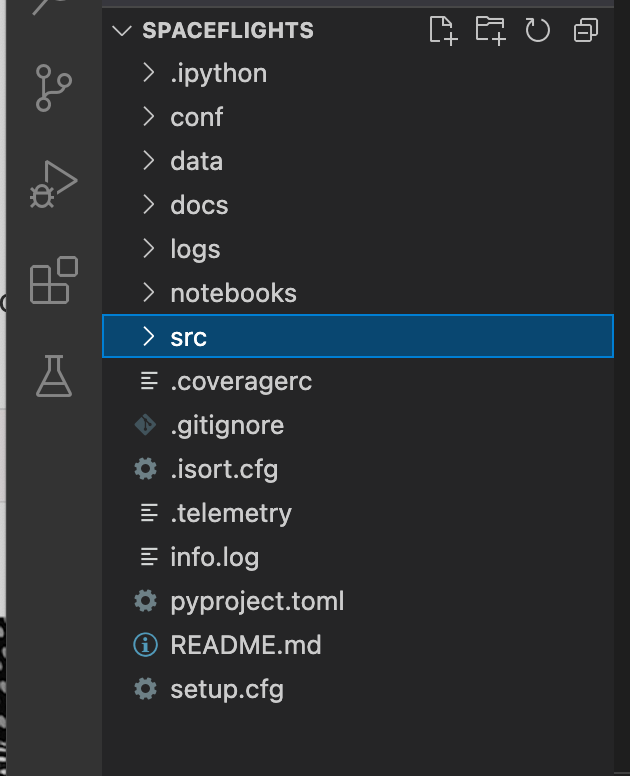 SPACEFLIGHTS
.ipython
conf
data
docs
logs
notebooks
src
.coveragerc
.gitignore
.isort.cfg
.telemetry
info.log
pyproject.toml
README.md
setup.cfg